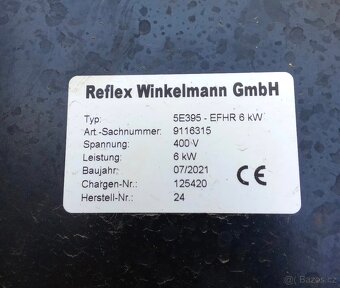 Reflex Winkelmann GmbH
Typ: 5E395 - EFHR 6 kW
Art.-Sachnummer: 9116315
Spannung: 400 V
Leistung: 6 kW
Baujahr: 07/2021
Chargen-Nr.: 125420
Herstell-Nr.: 24
CE
Bazoš.cz